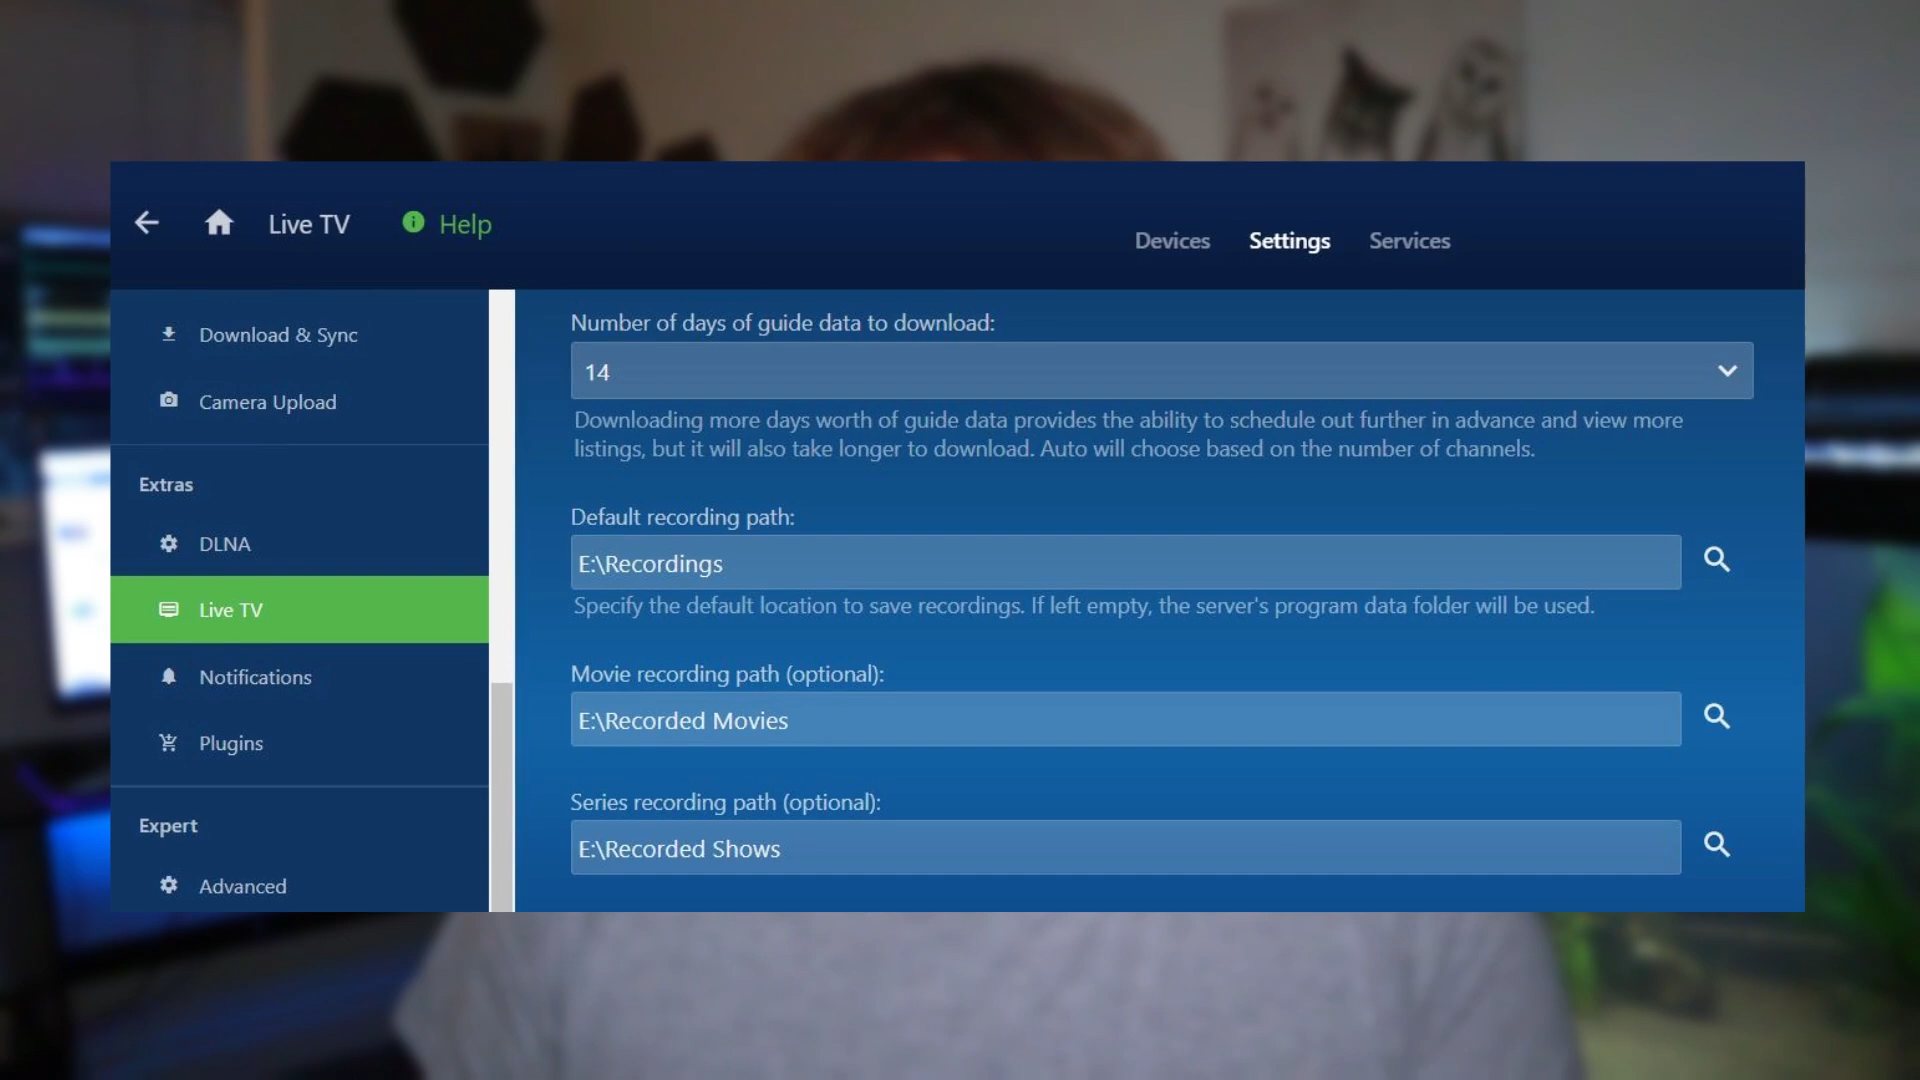 Live TV
Help
Devices
Settings
Services
Download & Sync
Camera Upload
Extras
DLNA
Live TV
Notifications
Plugins
Expert
Advanced
Number of days of guide data to download:
14
Downloading more days worth of guide data provides the ability to schedule out further in advance and view more
listings, but it will also take longer to download. Auto will choose based on the number of channels.
Default recording path:
E:\Recordings
Specify the default location to save recordings. If left empty, the server's program data folder will be used.
Movie recording path (optional):
E:\Recorded Movies
Series recording path (optional):
E:\Recorded Shows